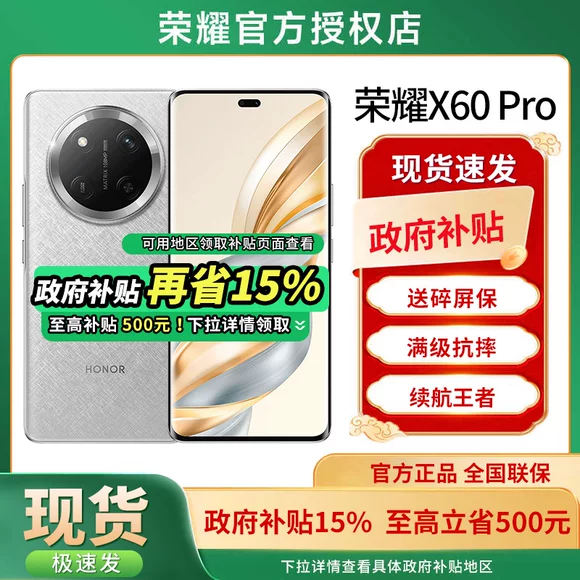 荣耀官方授权店
荣耀X60 Pro
MATRIX 108MP
现货速发
政府补贴
送碎屏保
满级抗摔
续航王者
可用地区领取补贴页面查看
政府补贴 再省15%
至高补贴 500元！下拉详情领取
HONOR
官方正品 全国联保
现货
极速发
政府补贴15% 至高立省500元
下拉详情查看具体政府补贴地区